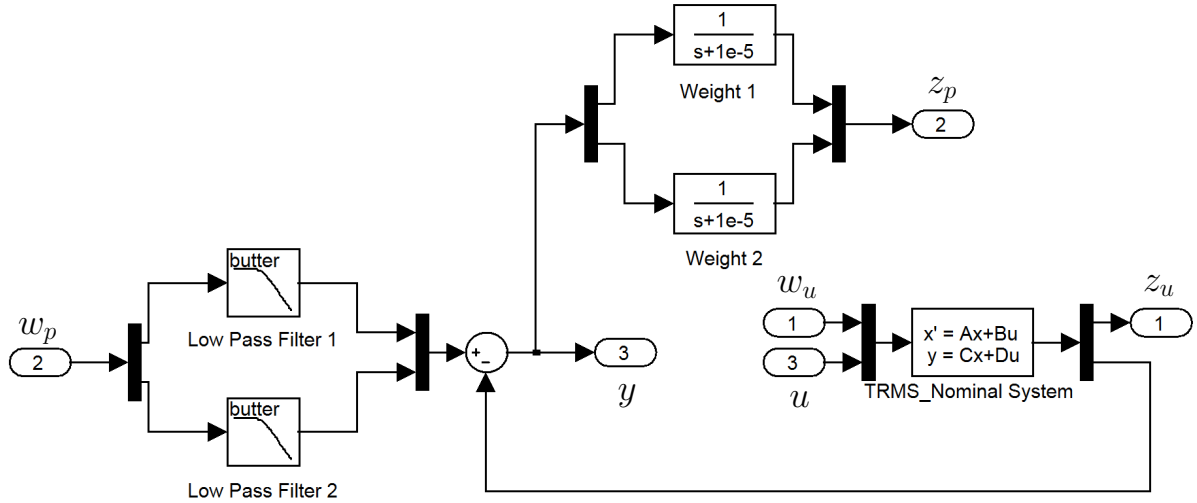 1
s+1e-5
Weight 1
z_p
2
1
s+1e-5
Weight 2
butter
Low Pass Filter 1
w_p
2
butter
Low Pass Filter 2
+
−
3
y
w_u
1
3
u
x' = Ax+Bu
y = Cx+Du
TRMS_Nominal System
z_u
1